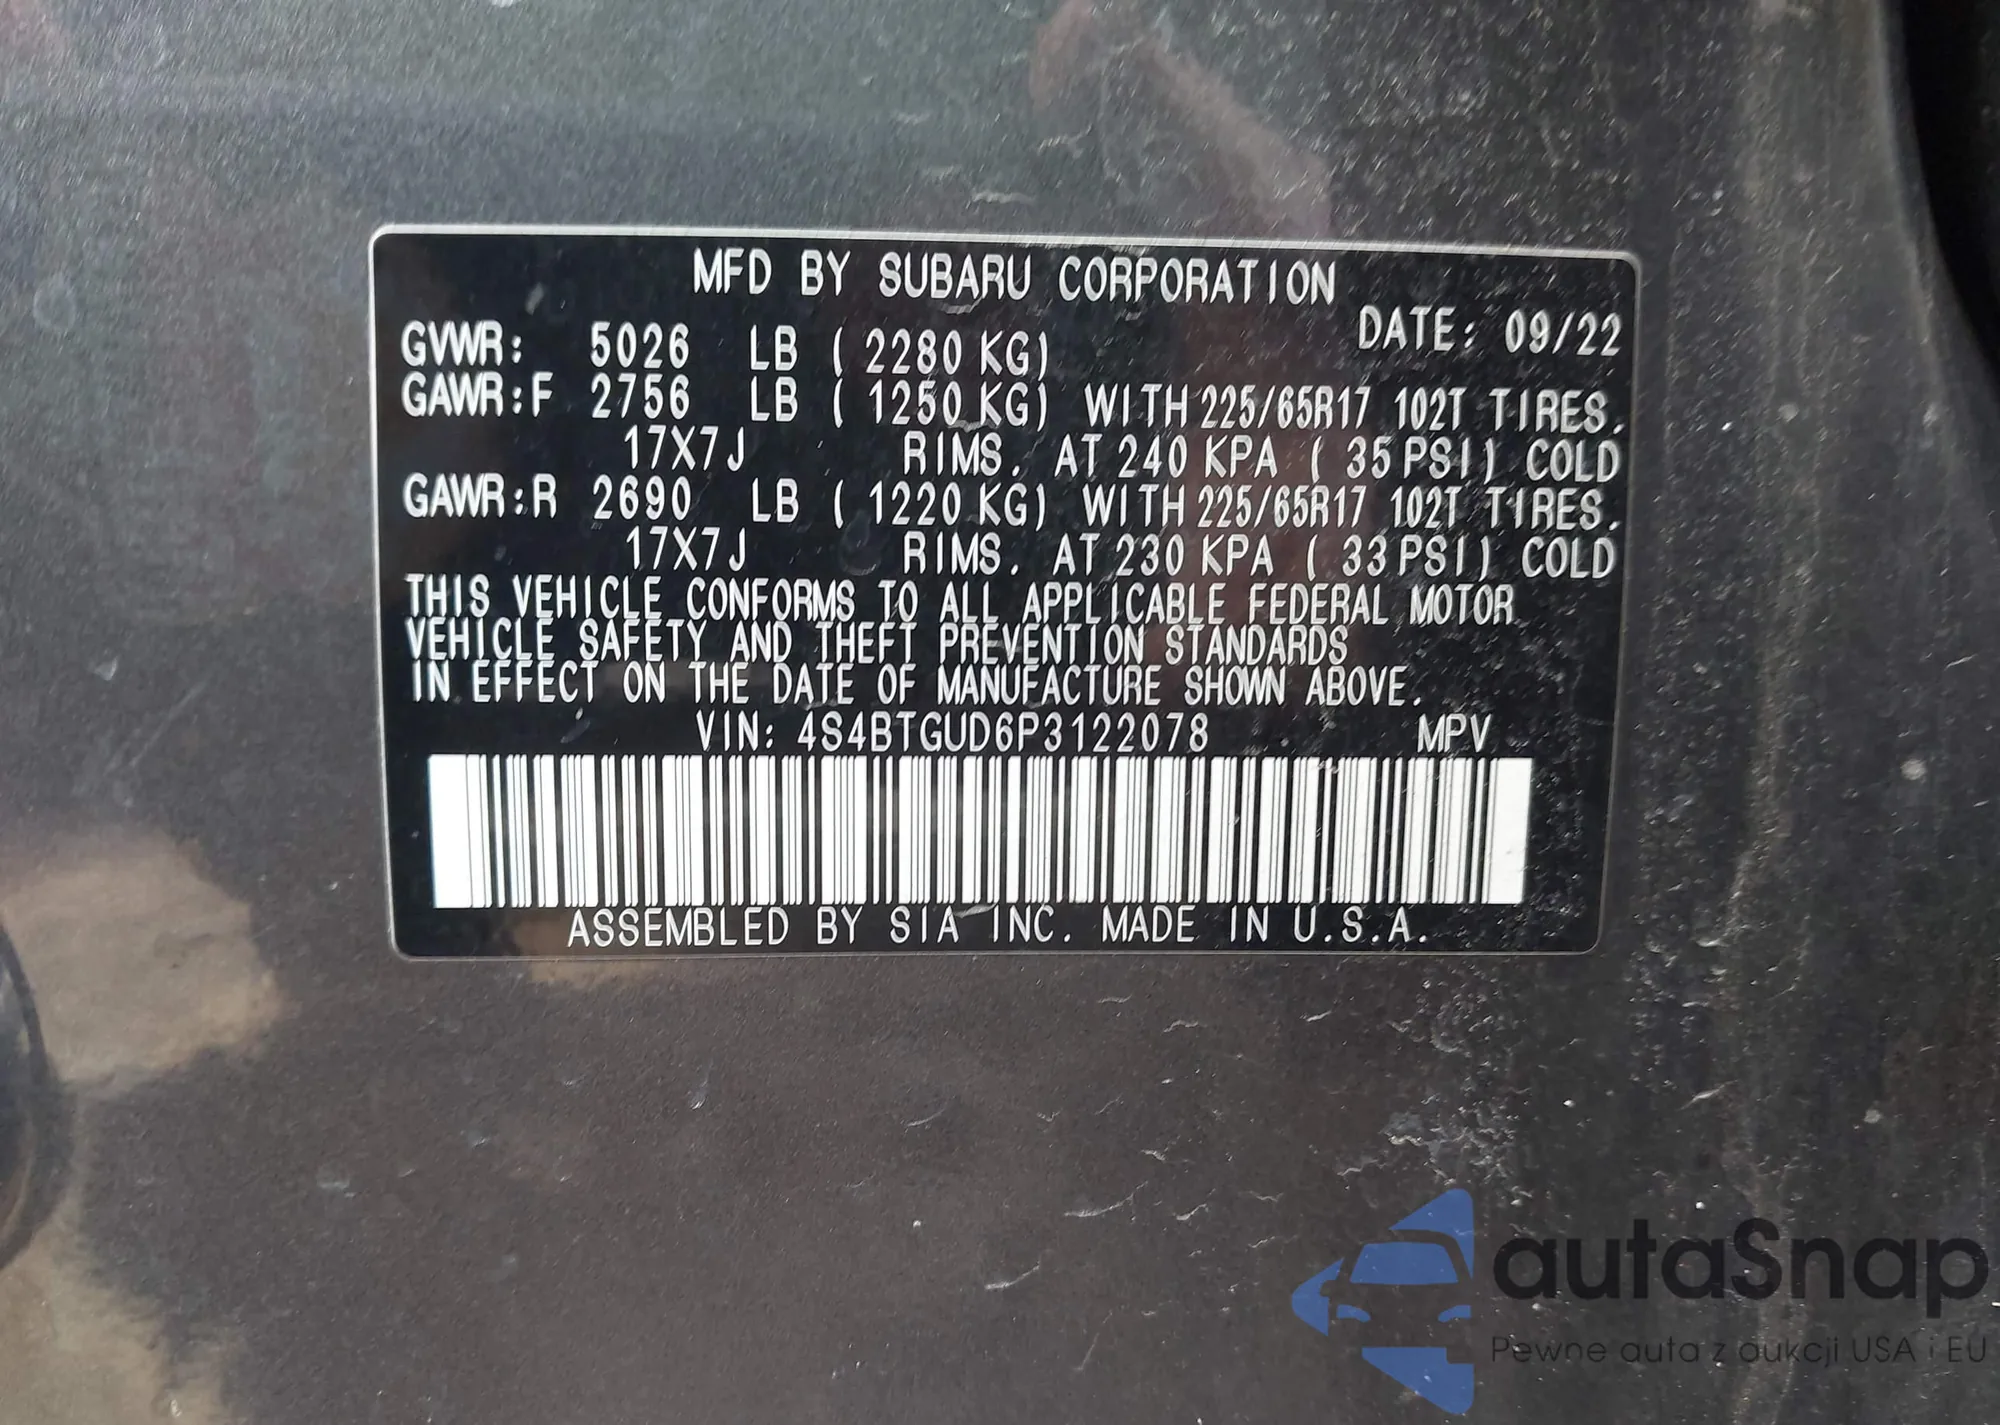 MFD BY SUBARU CORPORATION
DATE: 09/22
GVWR: 5026 LB ( 2280 KG)
GAWR:F 2756 LB ( 1250 KG) WITH 225/65R17 102T TIRES.
17X7J RIMS. AT 240 KPA ( 35 PSI) COLD
GAWR:R 2690 LB ( 1220 KG) WITH 225/65R17 102T TIRES.
17X7J RIMS. AT 230 KPA ( 33 PSI) COLD
THIS VEHICLE CONFORMS TO ALL APPLICABLE FEDERAL MOTOR
VEHICLE SAFETY AND THEFT PREVENTION STANDARDS
IN EFFECT ON THE DATE OF MANUFACTURE SHOWN ABOVE.
VIN: 4S4BTGUD6P3122078 MPV
ASSEMBLED BY SIA INC. MADE IN U.S.A.
autaSnap
Pewne auta z aukcji USA i EU